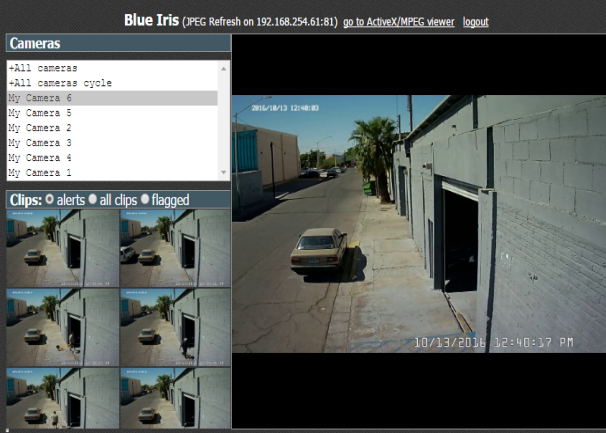 Blue Iris (JPEG Refresh on 192.168.254.61:81) go to ActiveX/MPEG viewer logout
Cameras
+All cameras
+All cameras cycle
My Camera 6
My Camera 5
My Camera 2
My Camera 3
My Camera 4
My Camera 1
Clips: alerts all clips flagged
2016/10/13 12:40:03
10/13/2016 12:40:17 PM